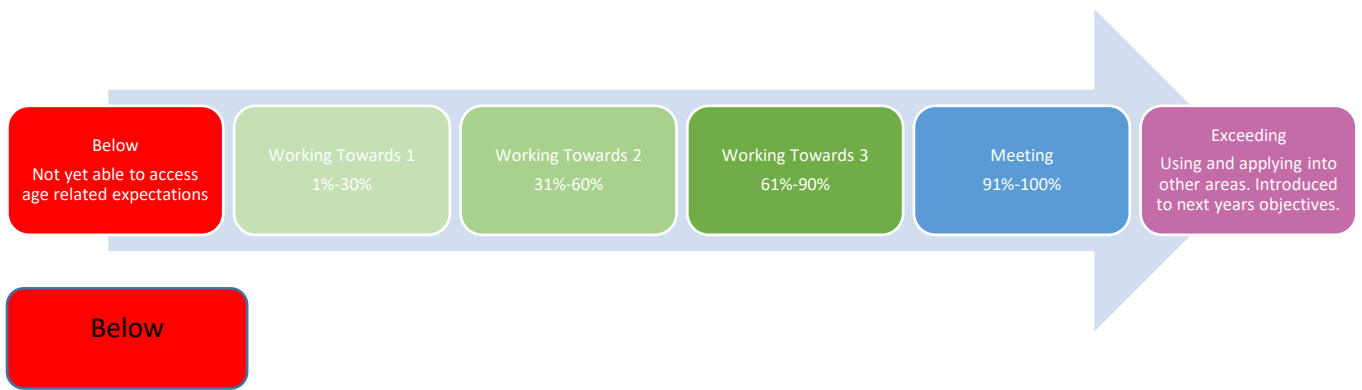 Below
Not yet able to access
age related expectations
Working Towards 1
1%-30%
Working Towards 2
31%-60%
Working Towards 3
61%-90%
Meeting
91%-100%
Exceeding
Using and applying into
other areas. Introduced
to next years objectives.
Below